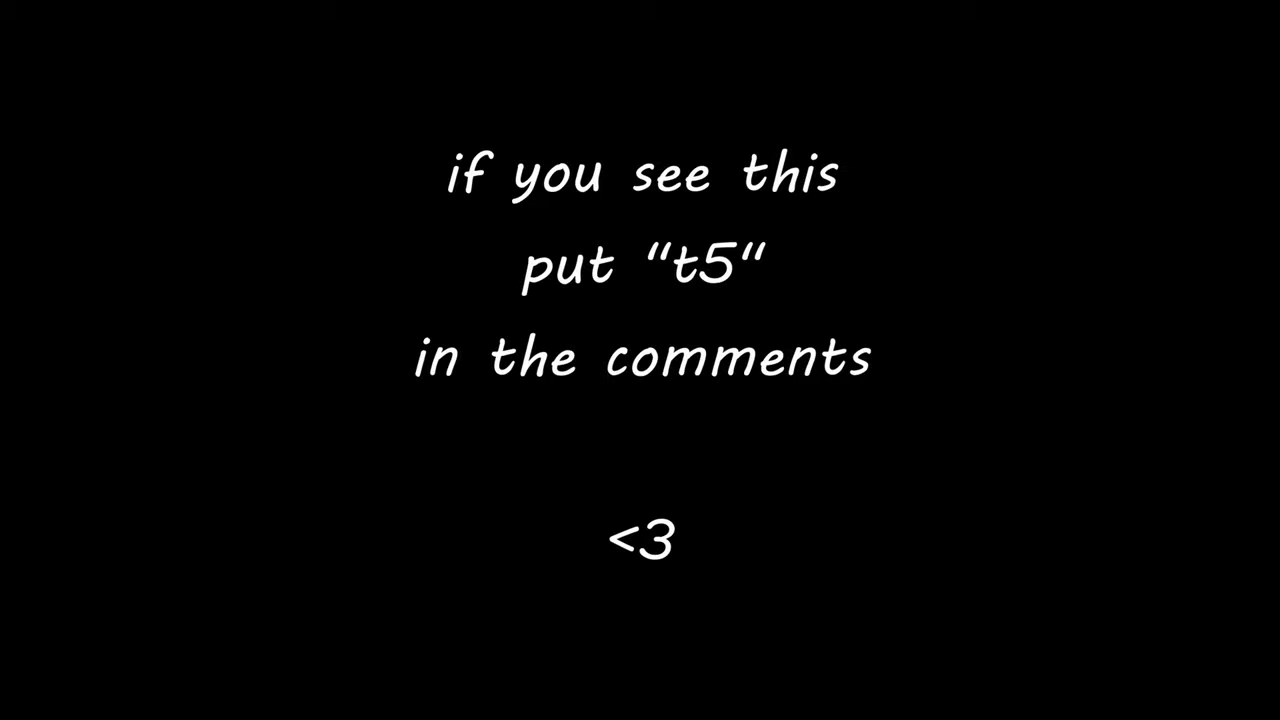 if you see this
put "t5"
in the comments
<3